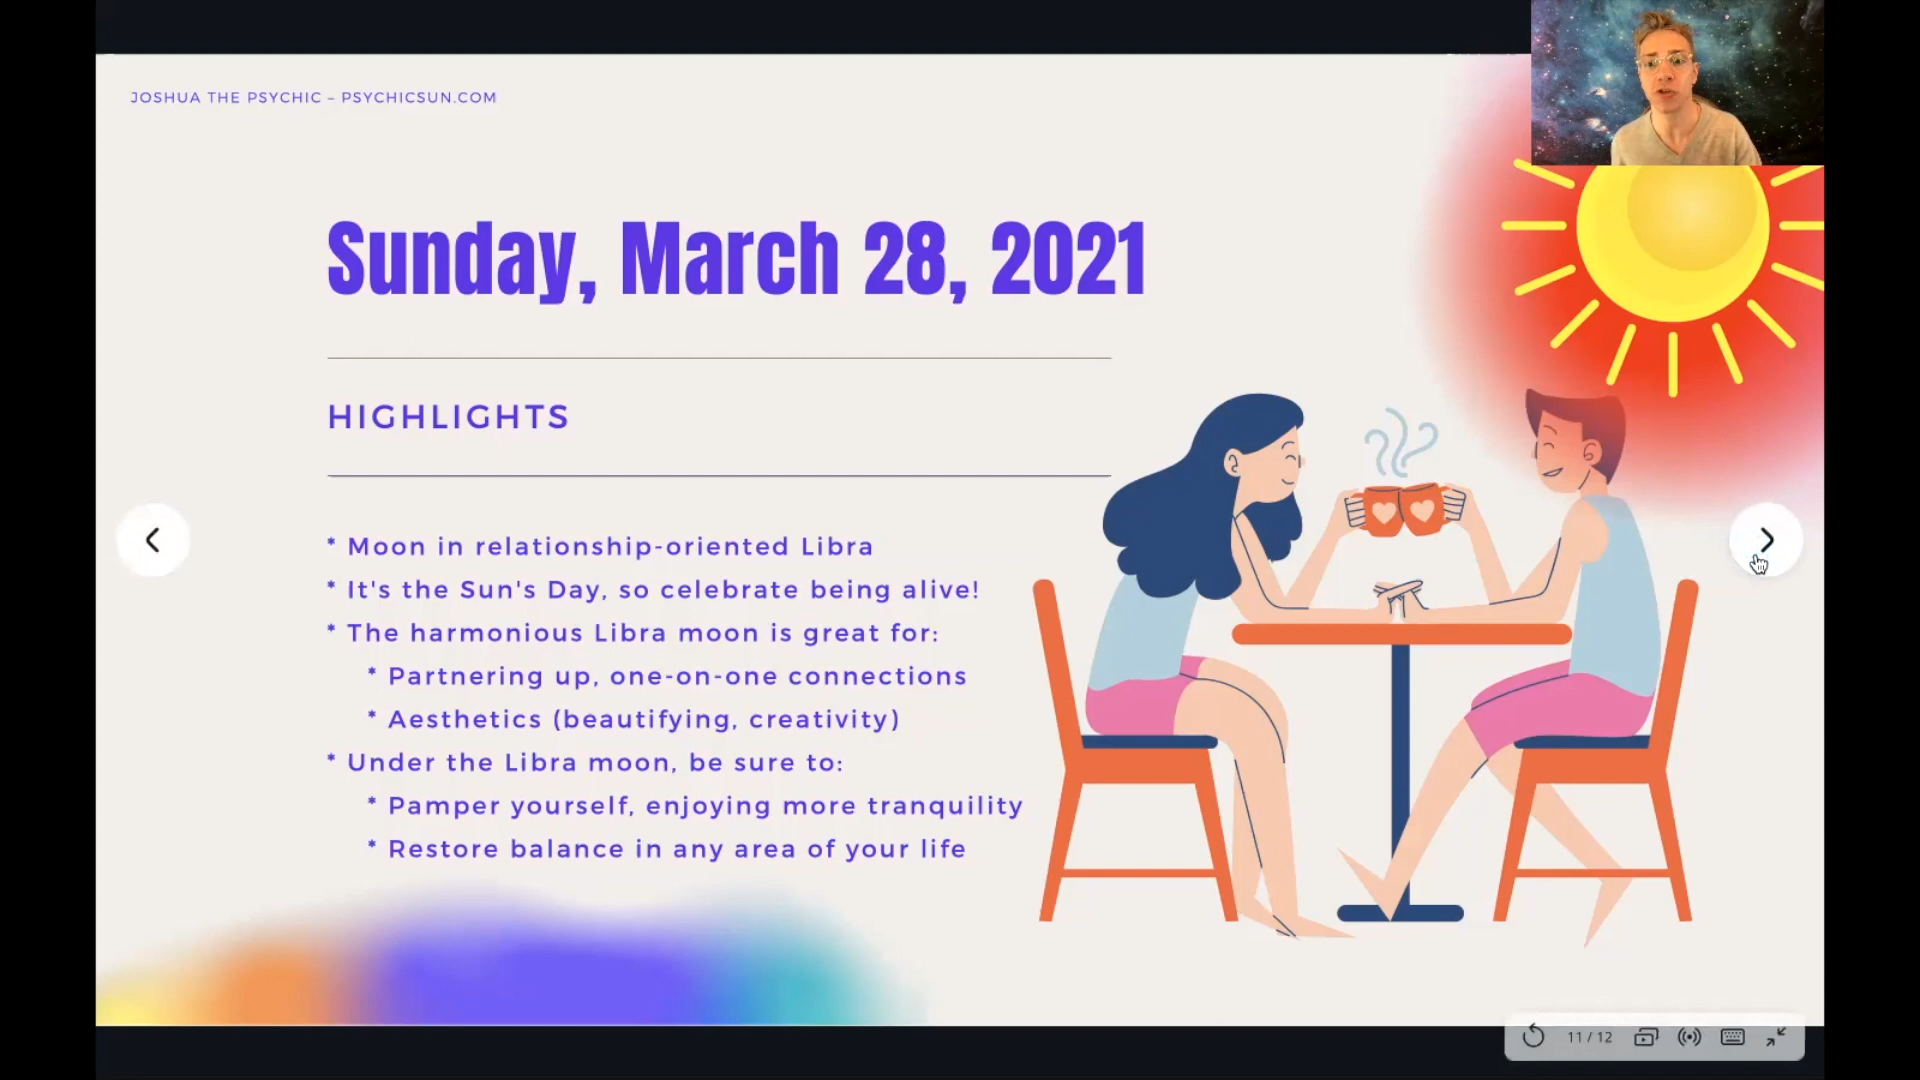 JOSHUA THE PSYCHIC – PSYCHICSUN.COM
Sunday, March 28, 2021
HIGHLIGHTS
* Moon in relationship-oriented Libra
* It's the Sun's Day, so celebrate being alive!
* The harmonious Libra moon is great for:
* Partnering up, one-on-one connections
* Aesthetics (beautifying, creativity)
* Under the Libra moon, be sure to:
* Pamper yourself, enjoying more tranquility
* Restore balance in any area of your life
11 / 12